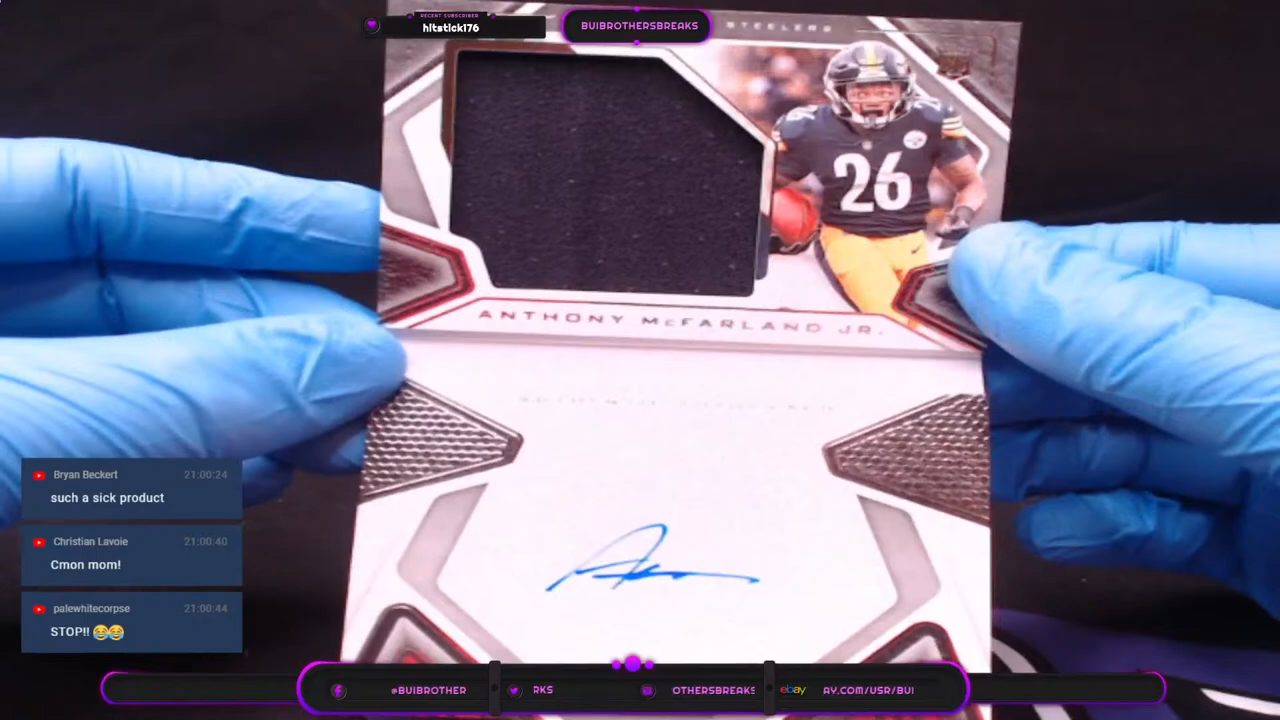 RECENT SUBSCRIBER
hitstick176
BUIBROTHERSBREAKS
STEELERS
26
26
ANTHONY McFARLAND JR.
Bryan Beckert 21:00:24
such a sick product
Christian Lavoie 21:00:40
Cmon mom!
palewhitecorpse 21:00:44
STOP!! 😂😂
@BUIBROTHER
RKS
OTHERSBREAKS
ebay
AY.COM/USR/BUI